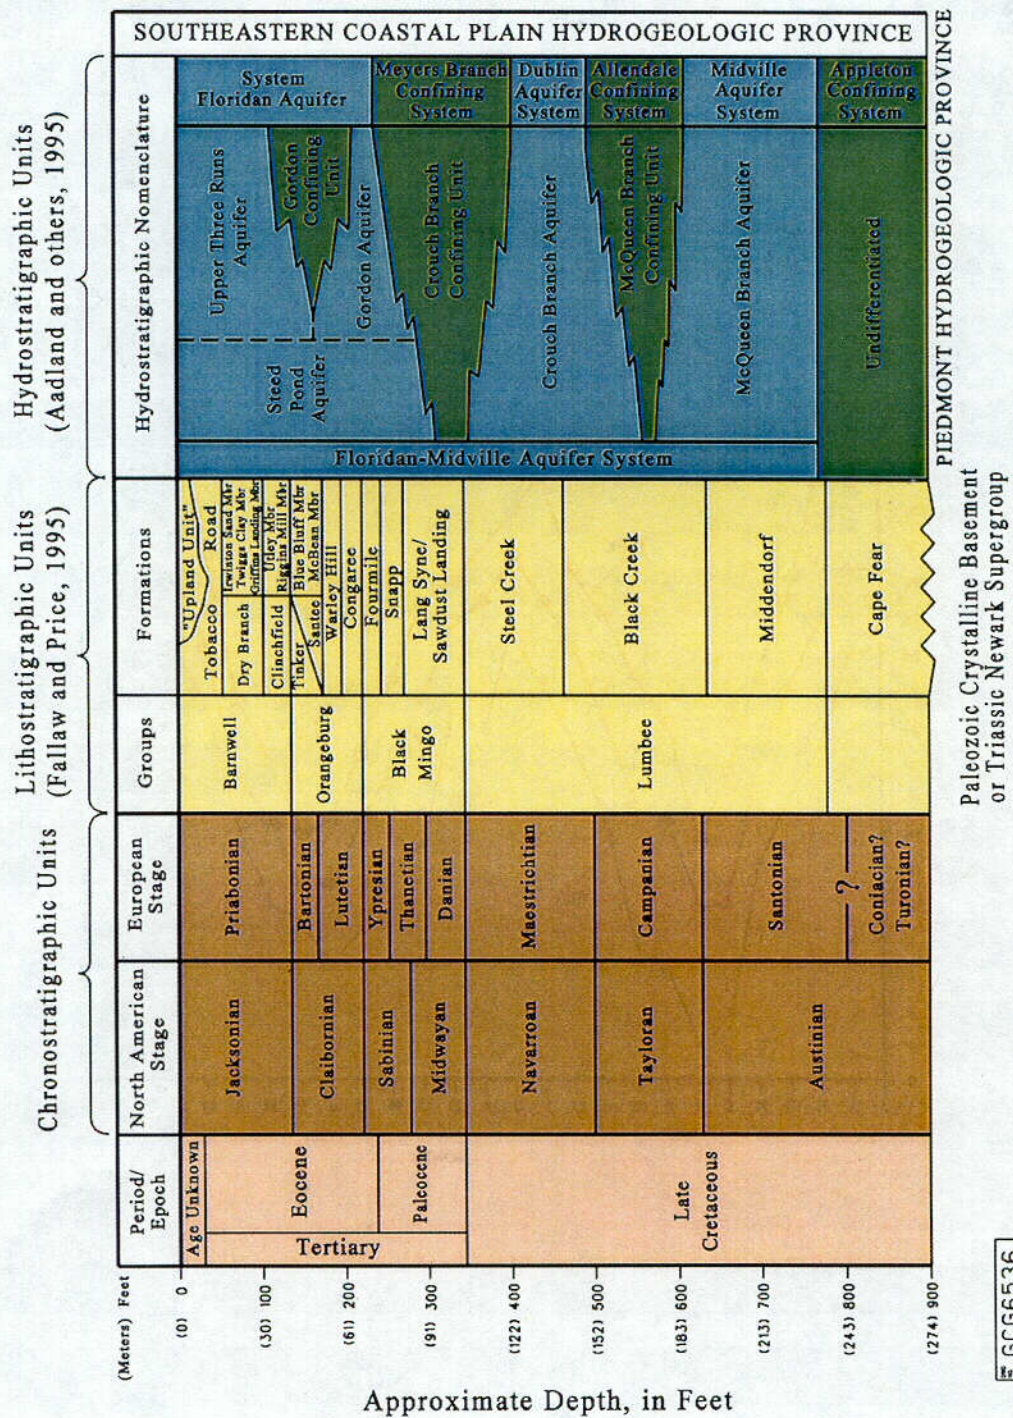 SOUTHEASTERN COASTAL PLAIN HYDROGEOLOGIC PROVINCE
PIEDMONT HYDROGEOLOGIC PROVINCE
Hydrostratigraphic Units
(Aadland and others, 1995)
Hydrostratigraphic Nomenclature
System
Floridan Aquifer
Meyers Branch
Confining
System
Dublin
Aquifer
System
Allendale
Confining
System
Midville
Aquifer
System
Appleton
Confining
System
Upper Three Runs
Aquifer
Gordon
Confining
Unit
Gordon Aquifer
Steed
Pond
Aquifer
Crouch Branch
Confining Unit
Crouch Branch Aquifer
McQueen Branch
Confining Unit
McQueen Branch Aquifer
Undifferentiated
Floridan-Midville Aquifer System
Lithostratigraphic Units
(Fallaw and Price, 1995)
Formations
"Upland Unit"
Tobacco Road
Dry Branch
Irwinton Sand Mbr
Twiggs Clay Mbr
Griffins Landing Mbr
Clinchfield
Utley Mbr
Riggins Mill Mbr
Tinker
Santee
Blue Bluff Mbr
McBean Mbr
Warley Hill
Congaree
Fourmile
Snapp
Lang Syne/
Sawdust Landing
Steel Creek
Black Creek
Middendorf
Cape Fear
Groups
Barnwell
Orangeburg
Black
Mingo
Lumbee
Paleozoic Crystalline Basement
or Triassic Newark Supergroup
Chronostratigraphic Units
European
Stage
Priabonian
Bartonian
Lutetian
Ypresian
Thanetian
Danian
Maestrichtian
Campanian
Santonian
?
Coniacian?
Turonian?
North American
Stage
Jacksonian
Claibornian
Sabinian
Midwayan
Navarroan
Tayloran
Austinian
Period/
Epoch
Age Unknown
Eocene
Paleocene
Tertiary
Late
Cretaceous
(Meters) Feet
(0) 0
(30) 100
(61) 200
(91) 300
(122) 400
(152) 500
(183) 600
(213) 700
(243) 800
(274) 900
Approximate Depth, in Feet
GCG6536